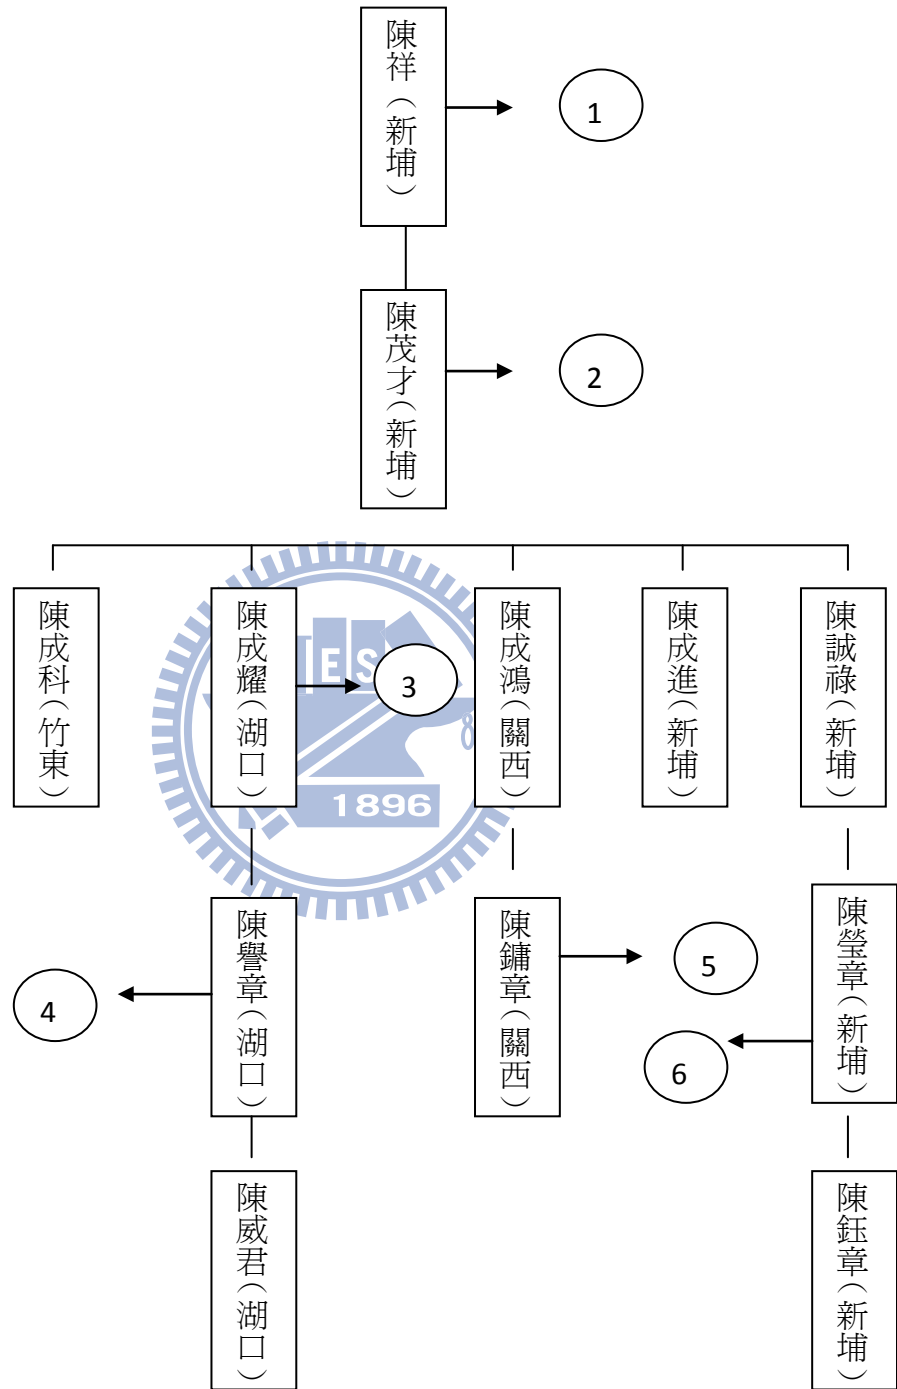 陳祥（新埔）
1
陳茂才（新埔）
2
陳成科（竹東）
陳成耀（湖口）
3
陳成鴻（關西）
陳成進（新埔）
陳誠祿（新埔）
ES
1896
陳譽章（湖口）
4
陳鏞章（關西）
5
陳瑩章（新埔）
6
陳威君（湖口）
陳鈺章（新埔）